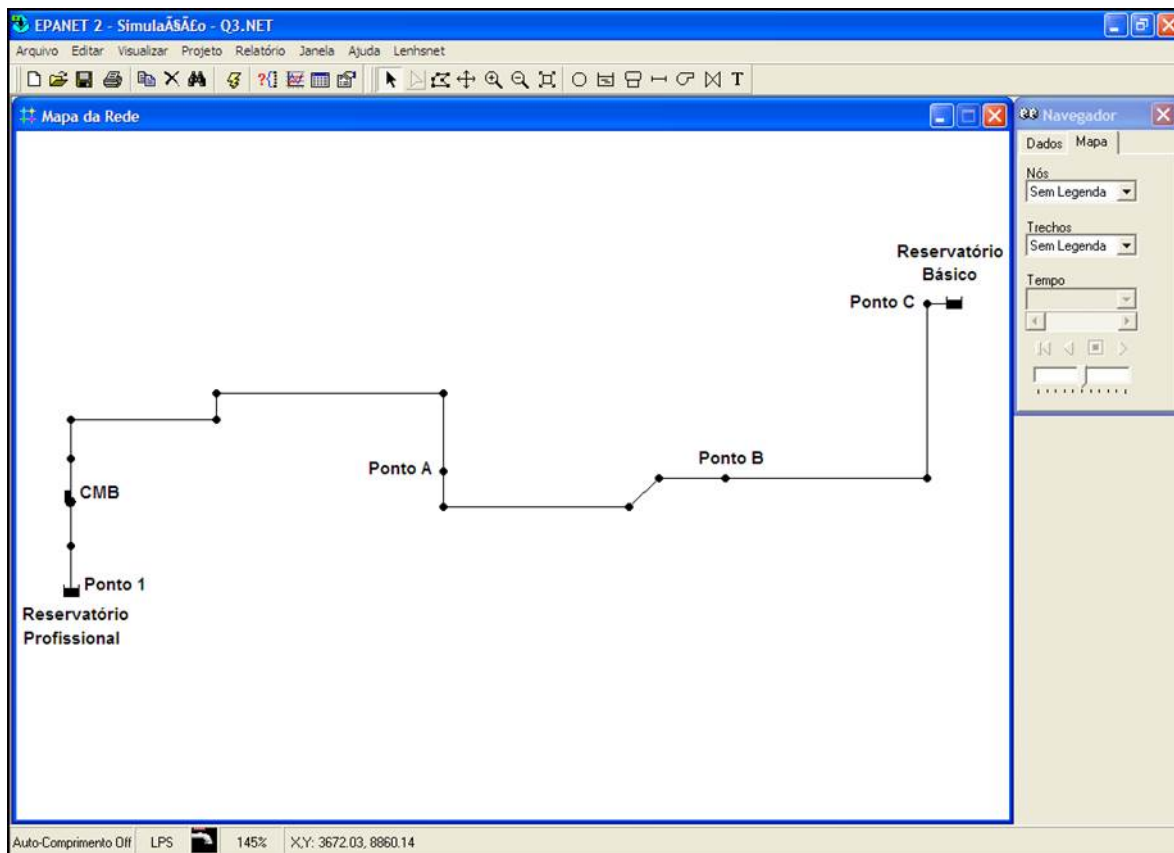 EPANET 2 - SimulaÃ§Ã£o - Q3.NET
Arquivo Editar Visualizar Projeto Relatório Janela Ajuda Lenhsnet
T
Mapa da Rede
Navegador
Dados Mapa
Nós
Sem Legenda
Trechos
Sem Legenda
Tempo
Reservatório
Básico
Ponto C
Ponto B
Ponto A
CMB
Ponto 1
Reservatório
Profissional
Auto-Comprimento Off LPS 145% X,Y: 3672.03, 8860.14